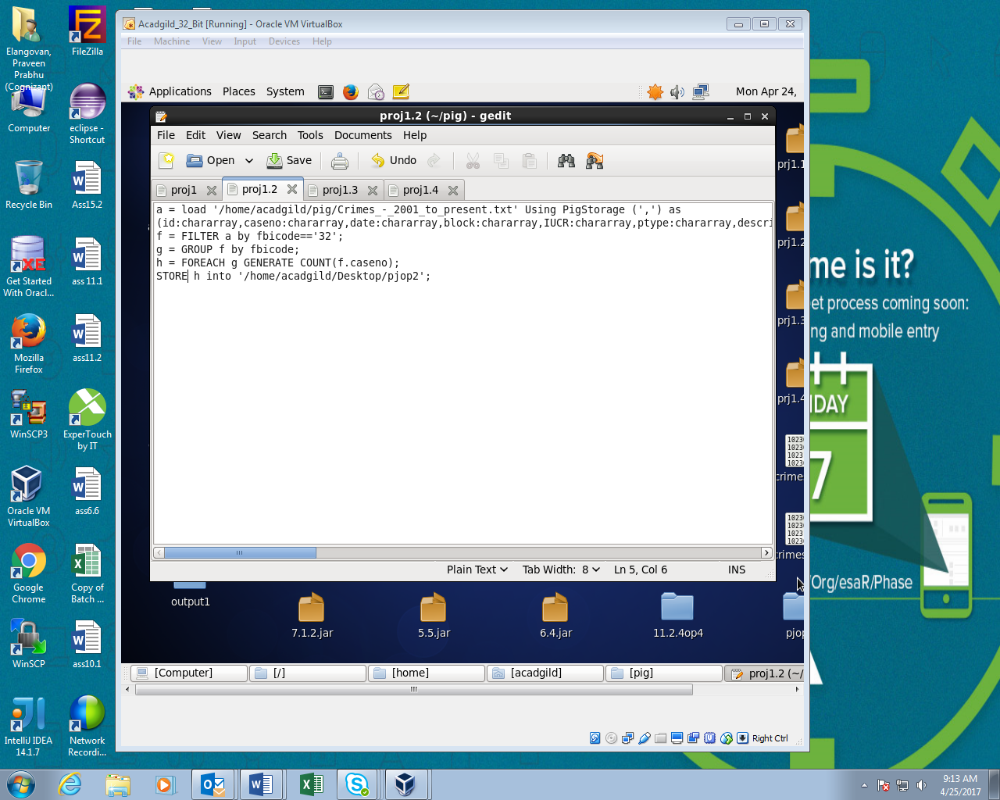 Elangovan,
Praveen
Prabhu
(Cognizant)
FileZilla
Computer
eclipse -
Shortcut
Recycle Bin
Ass15.2
Get Started
With Oracl...
ass 11.1
Mozilla
Firefox
ass11.2
WinSCP3
ExperTouch
by IT
Oracle VM
VirtualBox
ass6.6
Google
Chrome
Copy of
Batch ...
WinSCP
ass10.1
IntelliJ IDEA
14.1.7
Network
Recordi...
Acadgild_32_Bit [Running] - Oracle VM VirtualBox
File Machine View Input Devices Help
Applications Places System
Mon Apr 24,
proj1.2 (~/pig) - gedit
File Edit View Search Tools Documents Help
Open Save Undo
proj1 proj1.2 proj1.3 proj1.4
a = load '/home/acadgild/pig/Crimes_-_2001_to_present.txt' Using PigStorage (',') as
(id:chararray,caseno:chararray,date:chararray,block:chararray,IUCR:chararray,ptype:chararray,descri
f = FILTER a by fbicode=='32';
g = GROUP f by fbicode;
h = FOREACH g GENERATE COUNT(f.caseno);
STORE h into '/home/acadgild/Desktop/pjop2';
Plain Text Tab Width: 8 Ln 5, Col 6 INS
prj1.1
prj1.2
prj1.3
prj1.4
crimes
crimes
output1
7.1.2.jar
5.5.jar
6.4.jar
11.2.4op4
pjop
[Computer] [/] [home] [acadgild] [pig] proj1.2 (~/
Right Ctrl
me is it?
et process coming soon:
ng and mobile entry
IDAY
7
/Org/esaR/Phase
9:13 AM
4/25/2017